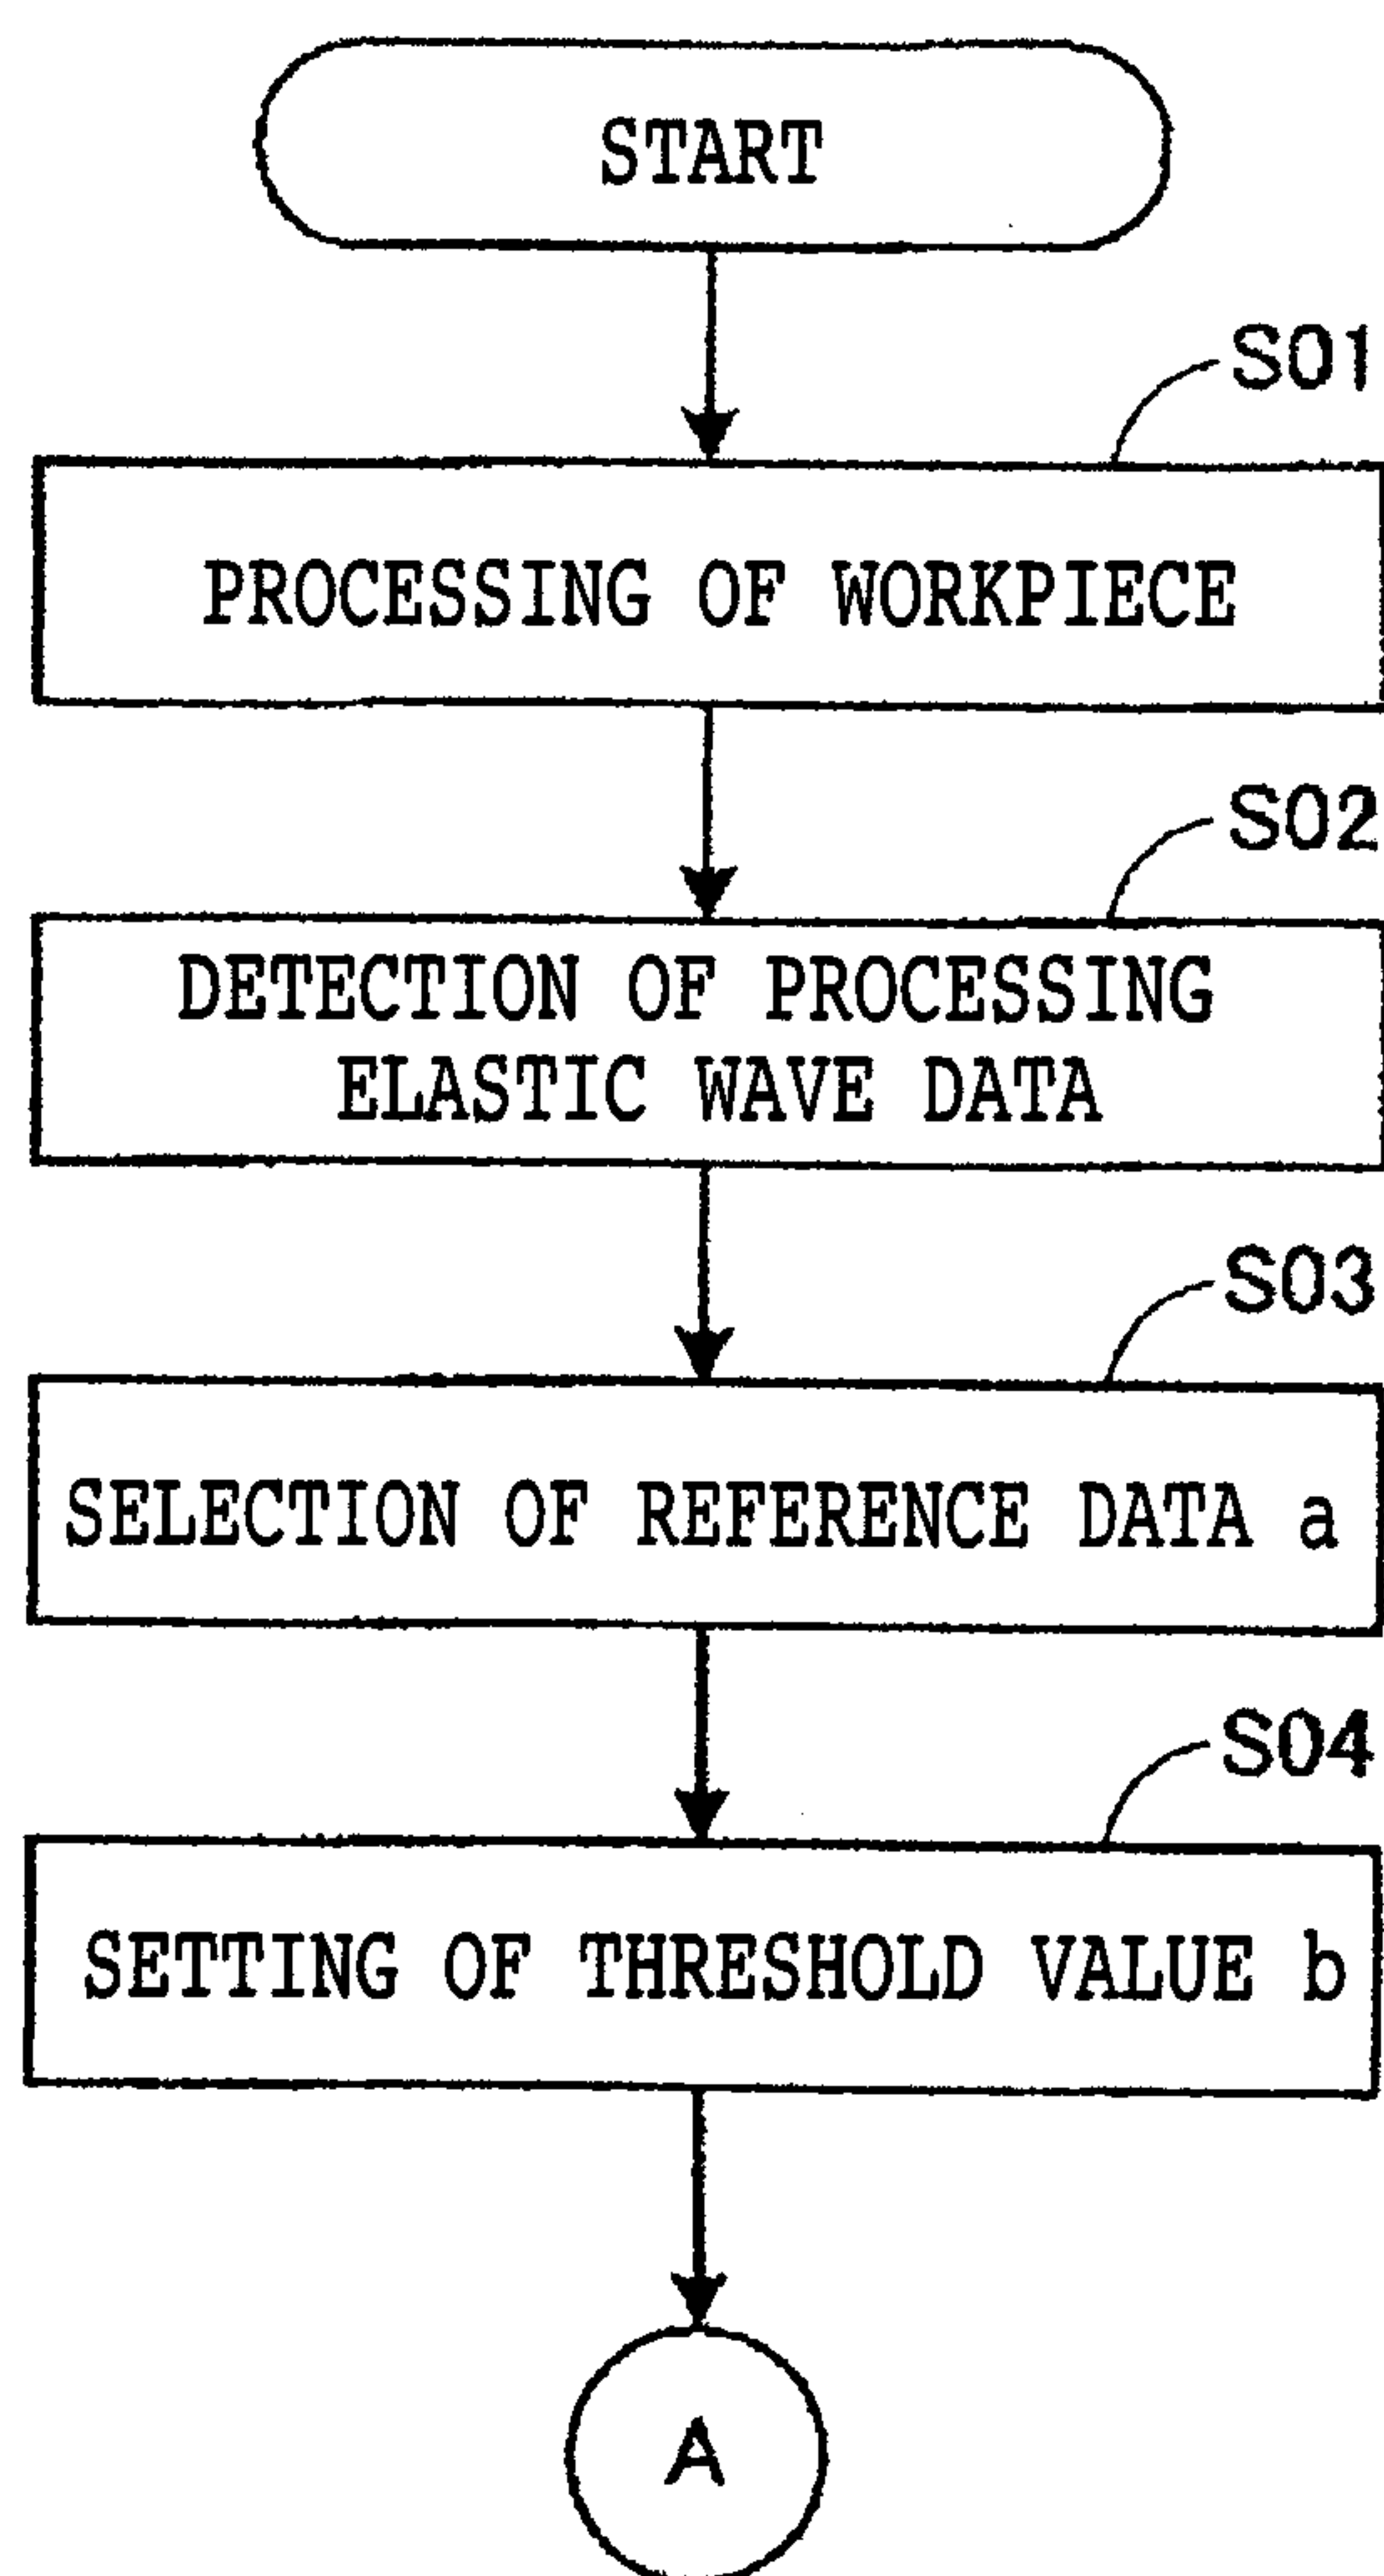 START
S01
PROCESSING OF WORKPIECE
S02
DETECTION OF PROCESSING
ELASTIC WAVE DATA
S03
SELECTION OF REFERENCE DATA a
S04
SETTING OF THRESHOLD VALUE b
A